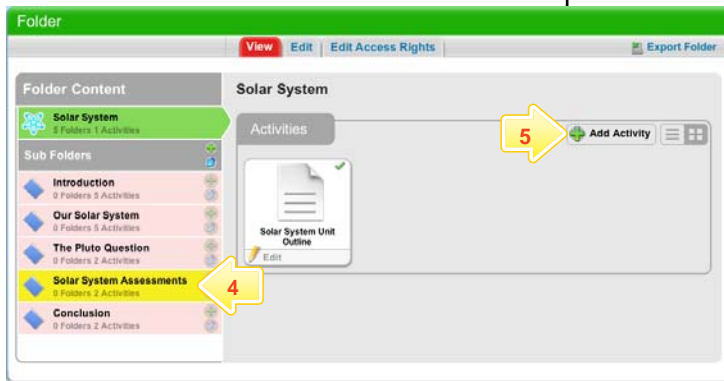 Folder
View Edit Edit Access Rights Export Folder
Folder Content
Solar System
5 Folders 1 Activities
Sub Folders
Introduction
0 Folders 5 Activities
Our Solar System
0 Folders 5 Activities
The Pluto Question
0 Folders 2 Activities
Solar System Assessments
0 Folders 2 Activities
Conclusion
0 Folders 2 Activities
4
Solar System
Activities
5
Add Activity
Solar System Unit
Outline
Edit